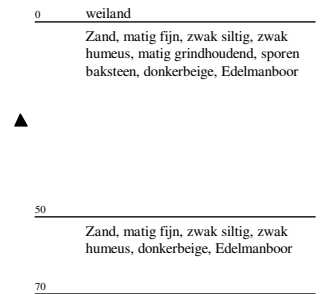 0 weiland
Zand, matig fijn, zwak siltig, zwak
humeus, matig grindhoudend, sporen
baksteen, donkerbeige, Edelmanboor
50
Zand, matig fijn, zwak siltig, zwak
humeus, donkerbeige, Edelmanboor
70